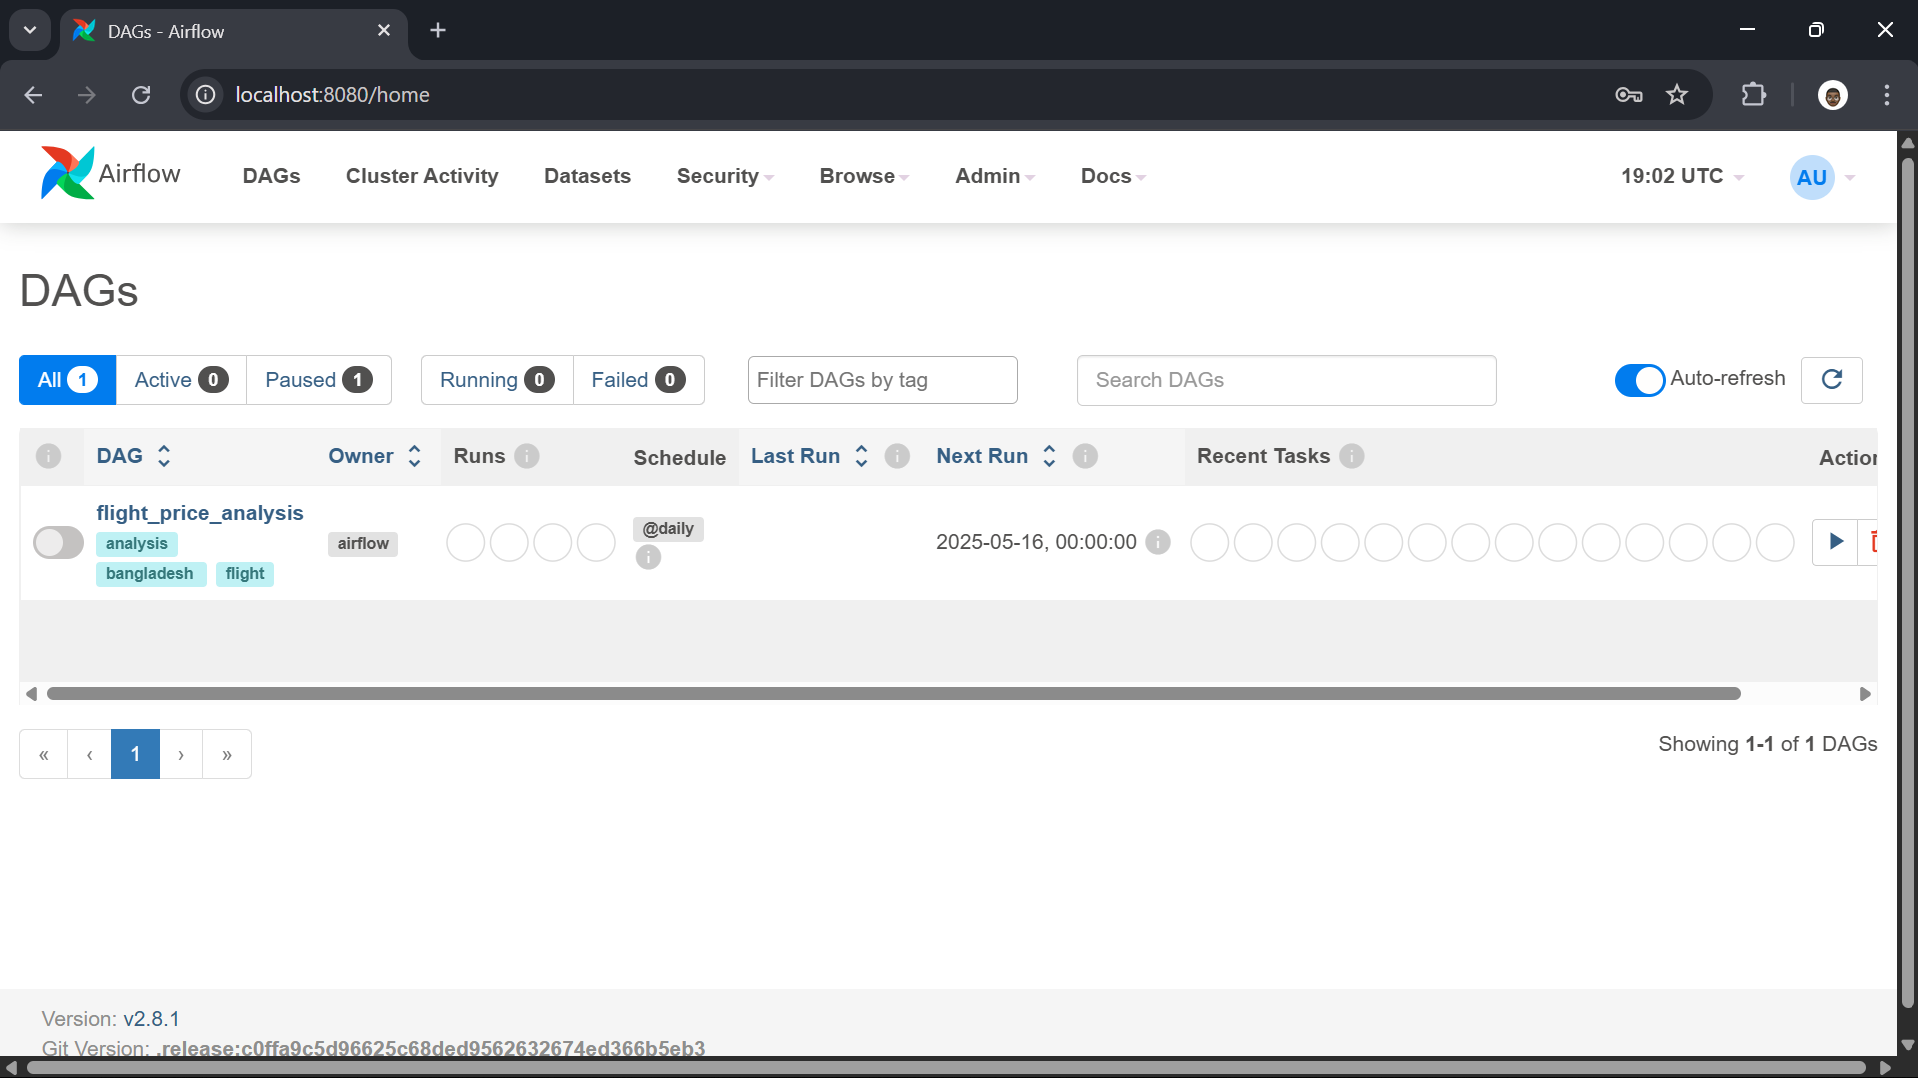 DAGs - Airflow
localhost:8080/home
Airflow
DAGs
Cluster Activity
Datasets
Security
Browse
Admin
Docs
19:02 UTC
AU
DAGs
All 1
Active 0
Paused 1
Running 0
Failed 0
Filter DAGs by tag
Search DAGs
Auto-refresh
DAG
Owner
Runs
Schedule
Last Run
Next Run
Recent Tasks
Action
flight_price_analysis
analysis
bangladesh
flight
airflow
@daily
2025-05-16, 00:00:00
« ‹ 1 › »
Showing 1-1 of 1 DAGs
Version: v2.8.1
Git Version: .release:c0ffa9c5d96625c68ded9562632674ed366b5eb3